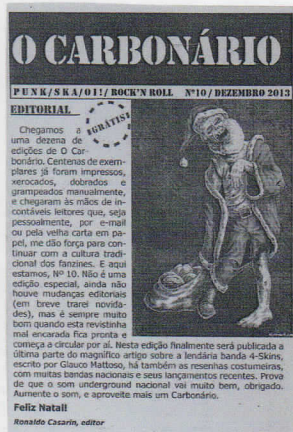 O CARBONÁRIO
PUNK/SKA/OI!/ROCK'N ROLL Nº10/DEZEMBRO 2013
EDITORIAL
¡GRÁTIS!
Chegamos a
uma dezena de
edições de O Car-
bonário. Centenas de exem-
plares já foram impressos,
xerocados, dobrados e
grampeados manualmente,
e chegaram às mãos de in-
contáveis leitores que, seja
pessoalmente, por e-mail
ou pela velha carta em pa-
pel, me dão força para con-
tinuar com a cultura tradi-
cional dos fanzines. E aqui
estamos, Nº 10. Não é uma
edição especial, ainda não
houve mudanças editoriais
(em breve trarei novida-
des), mas é sempre muito
bom quando esta revistinha
mal encarada fica pronta e
começa a circular por aí. Nesta edição finalmente será publicada a
última parte do magnífico artigo sobre a lendária banda 4-Skins,
escrito por Glauco Mattoso, há também as resenhas costumeiras,
com muitas bandas nacionais e seus lançamentos recentes. Prova
de que o som underground nacional vai muito bem, obrigado.
Aumente o som, e aproveite mais um Carbonário.
Feliz Natal!
Ronaldo Casarin, editor